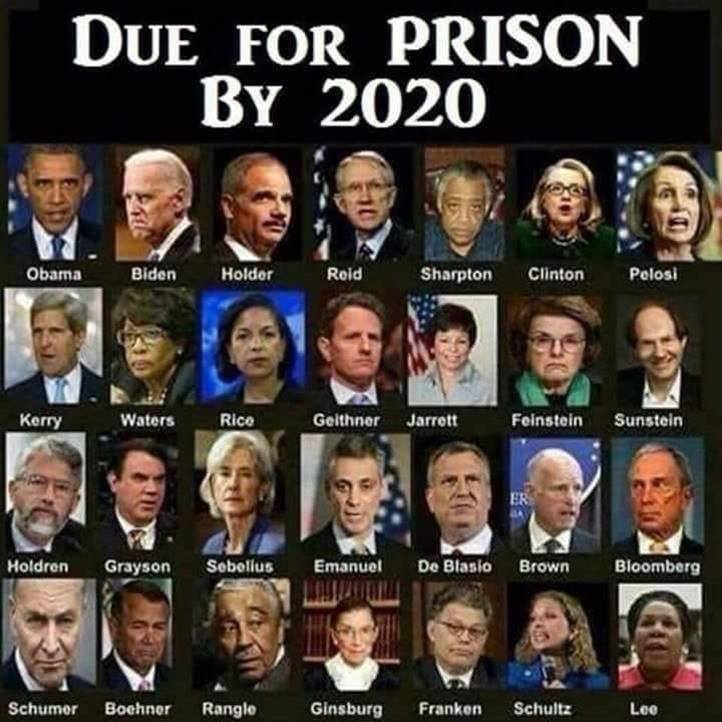 DUE FOR PRISON
BY 2020
Obama Biden Holder Reid Sharpton Clinton Pelosi
Kerry Waters Rice Geithner Jarrett Feinstein Sunstein
ER
Holdren Grayson Sebelius Emanuel De Blasio Brown Bloomberg
Schumer Boehner Rangle Ginsburg Franken Schultz Lee